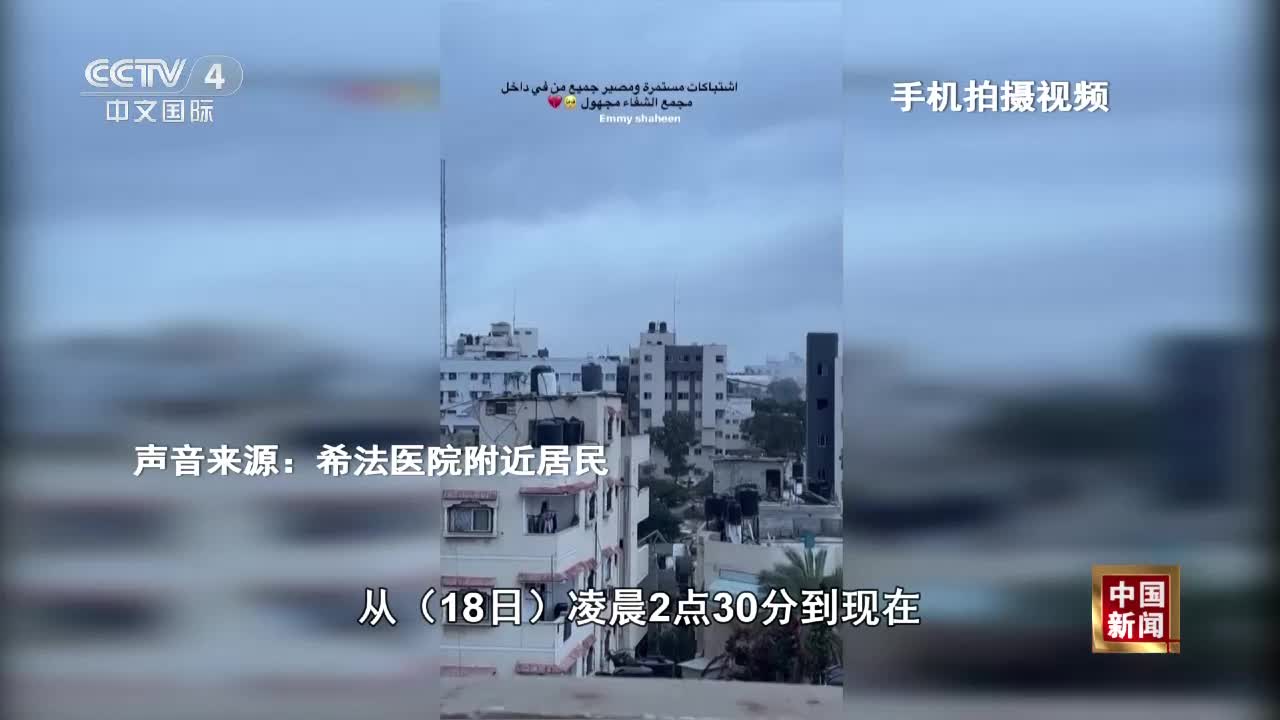 CCTV 4
中文国际
手机拍摄视频
اشتباكات مستمرة ومصير جميع من في داخل
مجمع الشفاء مجهول 🥺💔
Emmy shaheen
声音来源：希法医院附近居民
从（18日）凌晨2点30分到现在
中国
新闻